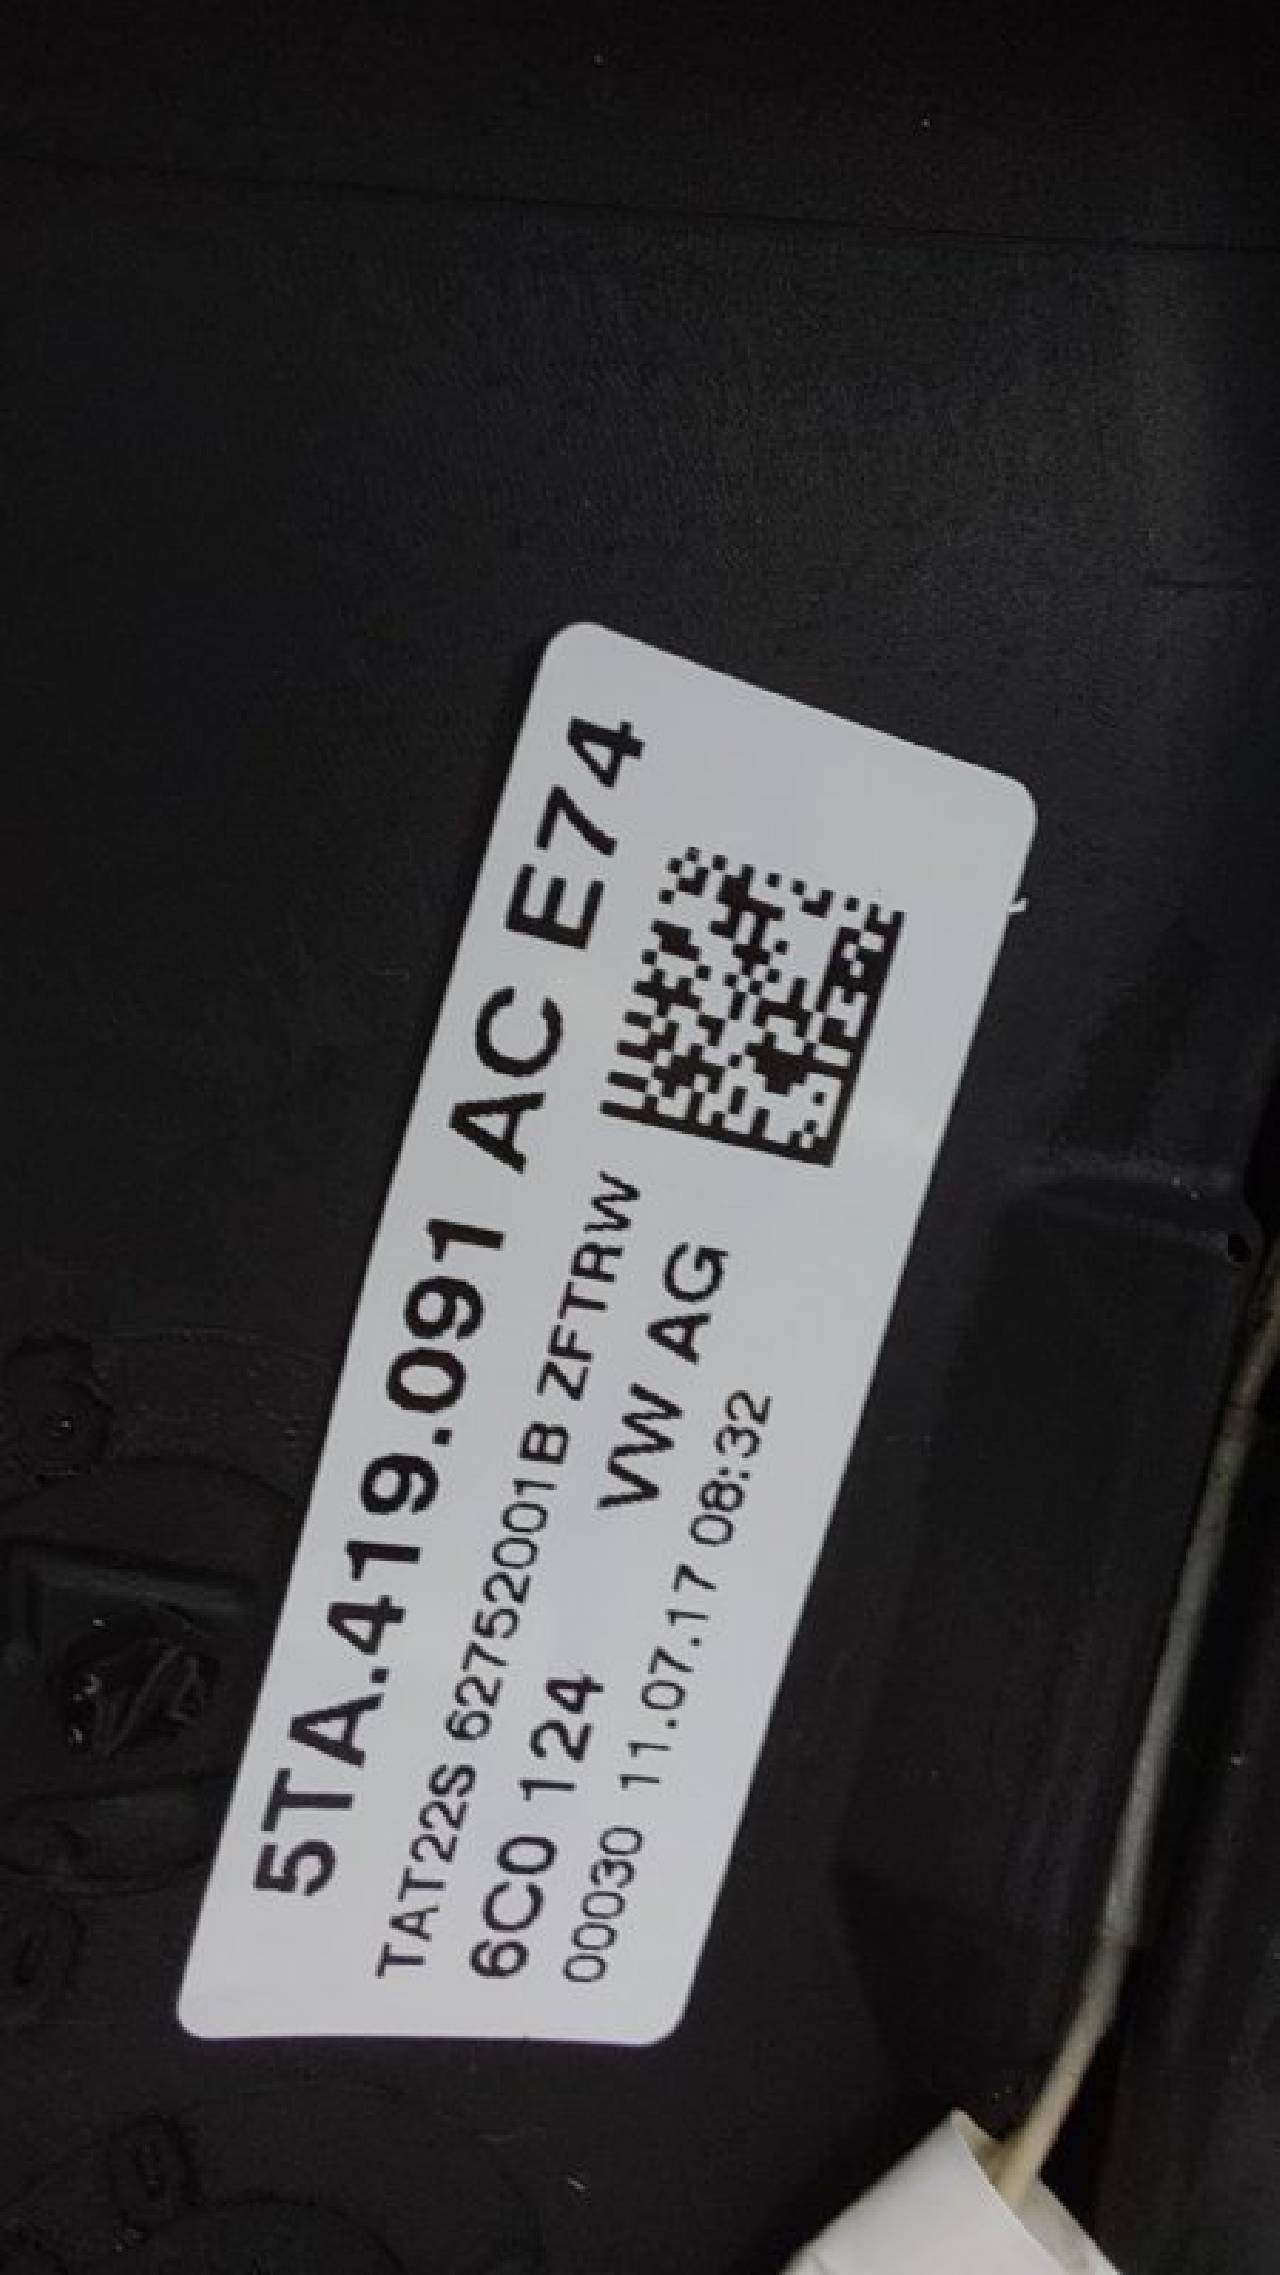 5TA.419.091 AC E74
TAT22S 62752001B ZFTRW
6C0 124 VW AG
00030 11.07.17 08:32